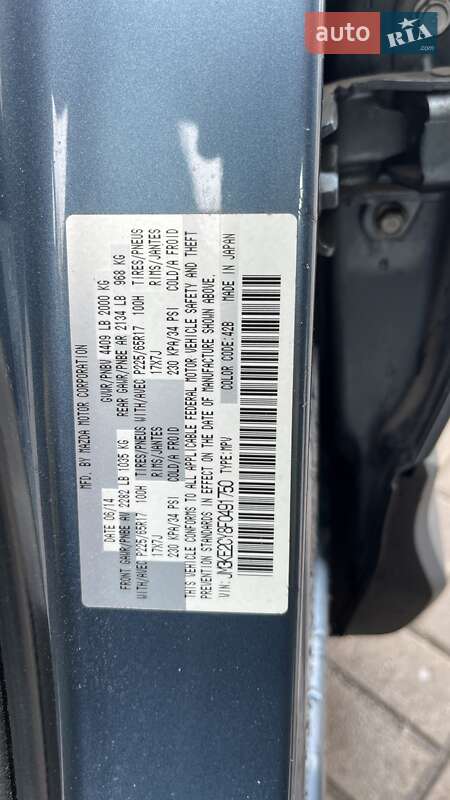 auto RIA .com
MFD. BY MAZDA MOTOR CORPORATION
DATE 06/14 GVWR/PNBV 4409 LB 2000 KG
FRONT GAWR/PNBE AV 2282 LB 1035 KG REAR GAWR/PNBE AR 2134 LB 968 KG
WITH/AVEC P225/65R17 100H TIRES/PNEUS WITH/AVEC P225/65R17 100H TIRES/PNEUS
17X7J RIMS/JANTES 17X7J RIMS/JANTES
230 KPA/34 PSI COLD/A FROID 230 KPA/34 PSI COLD/A FROID
THIS VEHICLE CONFORMS TO ALL APPLICABLE FEDERAL MOTOR VEHICLE SAFETY AND THEFT
PREVENTION STANDARDS IN EFFECT ON THE DATE OF MANUFACTURE SHOWN ABOVE.
VIN: JM3KE2CY8F0491750 TYPE: MPV COLOR CODE: 42B MADE IN JAPAN